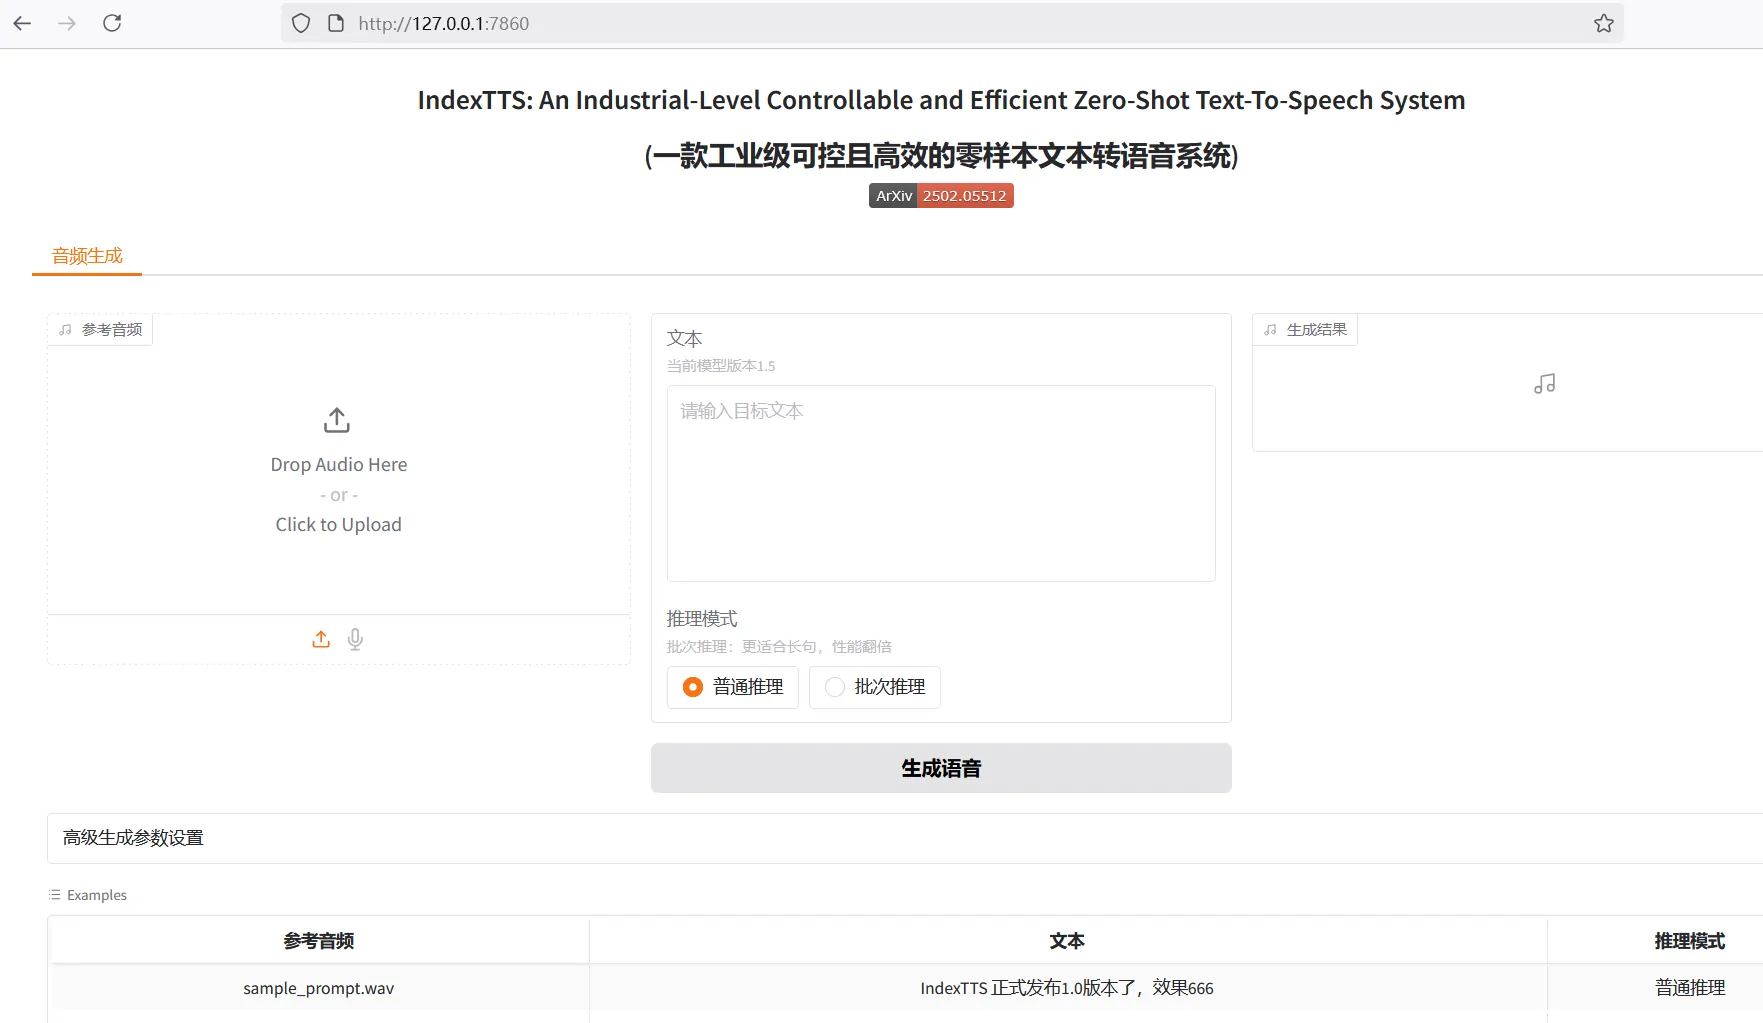 http://127.0.0.1:7860
IndexTTS: An Industrial-Level Controllable and Efficient Zero-Shot Text-To-Speech System
(一款工业级可控且高效的零样本文本转语音系统)
ArXiv 2502.05512
音频生成
参考音频
Drop Audio Here
- or -
Click to Upload
文本
当前模型版本1.5
请输入目标文本
推理模式
批次推理：更适合长句，性能翻倍
普通推理 批次推理
生成语音
生成结果
高级生成参数设置
Examples
参考音频 文本 推理模式
sample_prompt.wav IndexTTS 正式发布1.0版本了，效果666 普通推理